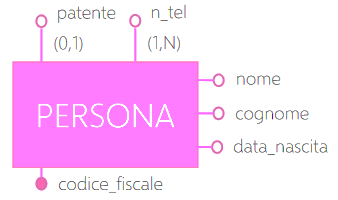 patente n_tel
(0,1) (1,N)
nome
PERSONA
cognome
data_nascita
codice_fiscale